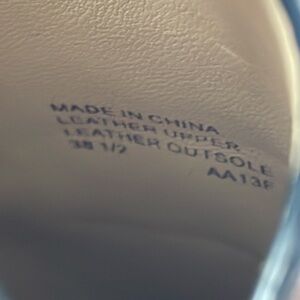 MADE IN CHINA
LEATHER UPPER
LEATHER OUTSOLE
38 1/2
AA13F